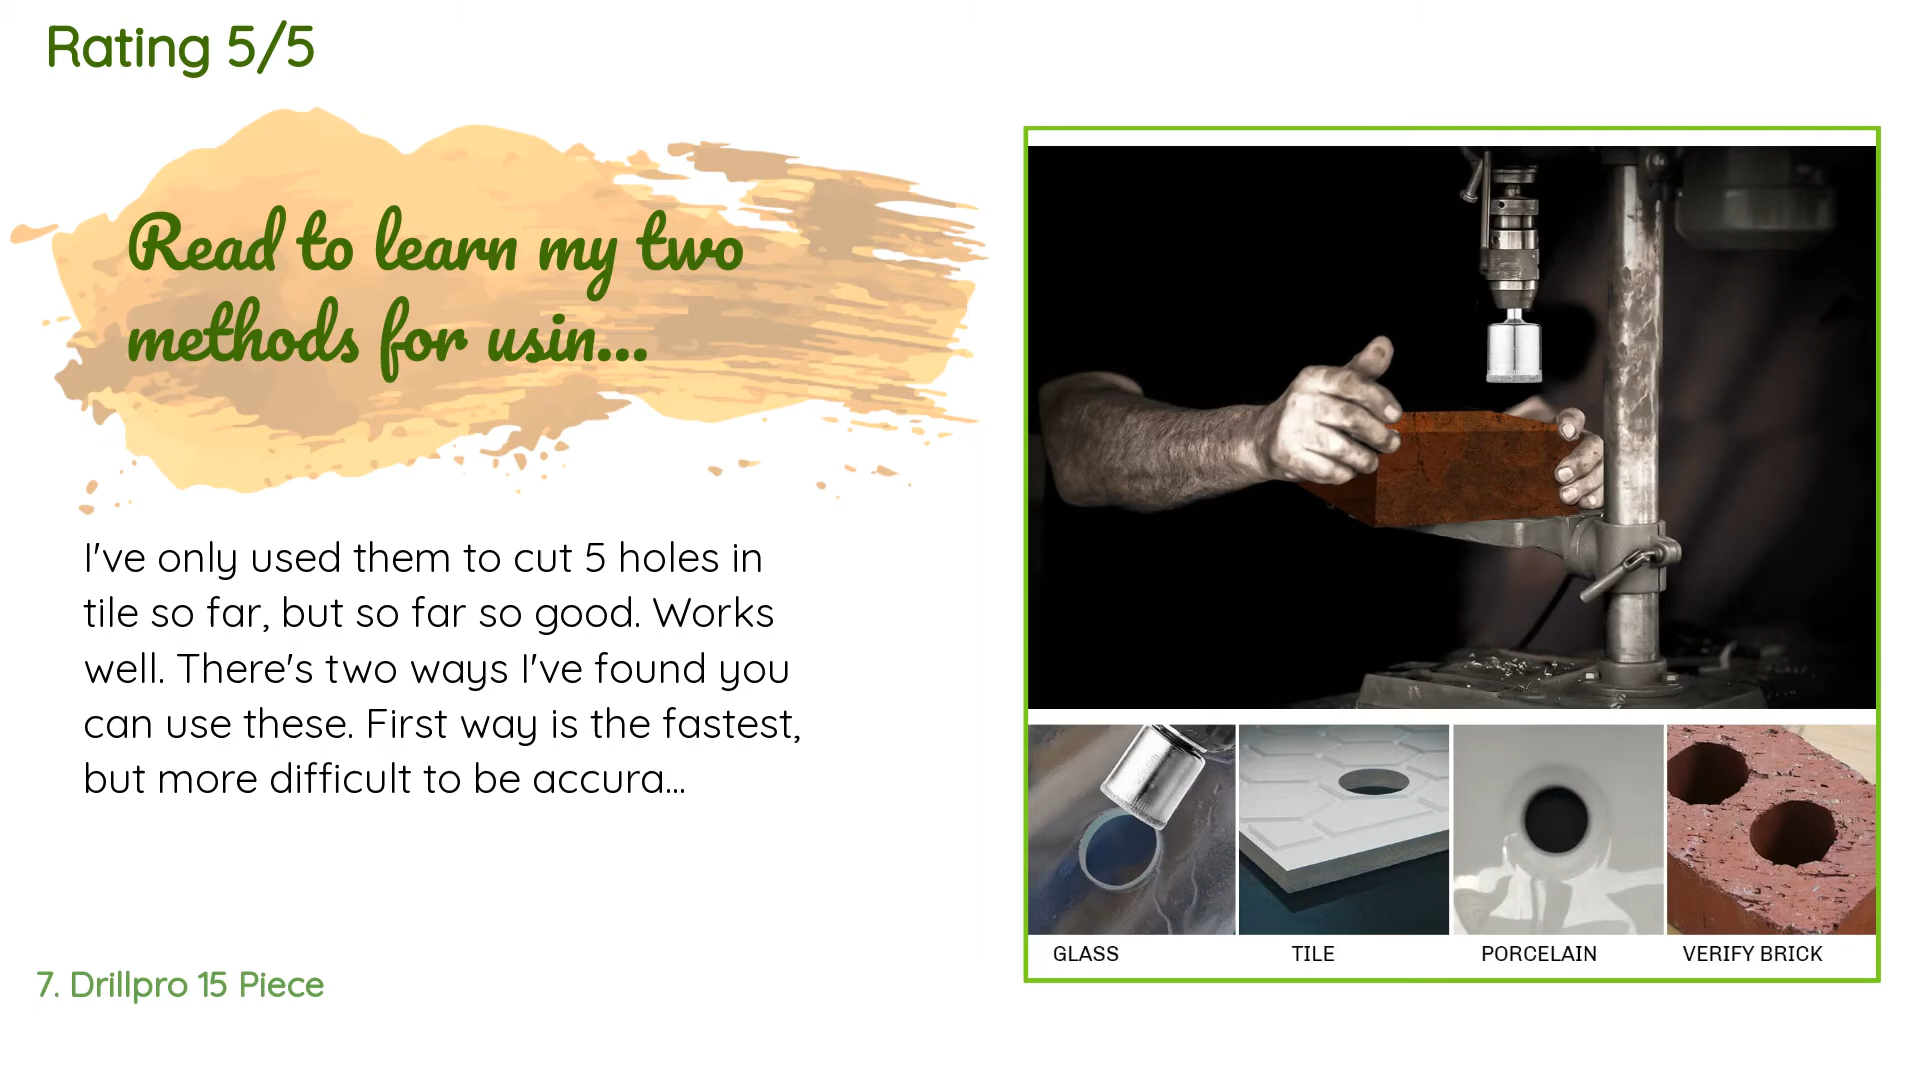 Rating 5/5
Read to learn my two
methods for usin...
I've only used them to cut 5 holes in
tile so far, but so far so good. Works
well. There's two ways I've found you
can use these. First way is the fastest,
but more difficult to be accura...
GLASS
TILE
PORCELAIN
VERIFY BRICK
7. Drillpro 15 Piece